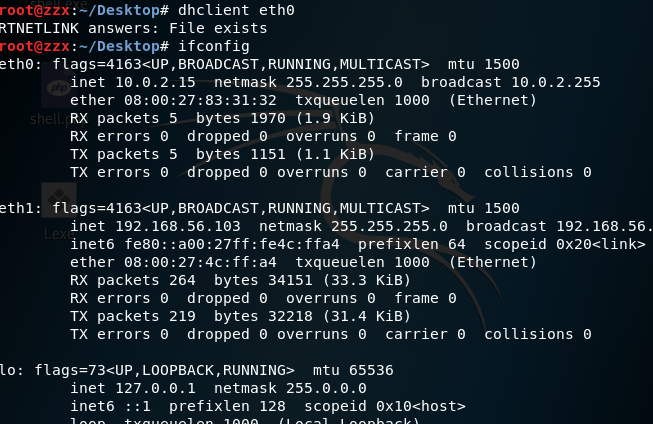 shell.exe
root@zzx:~/Desktop# dhclient eth0
RTNETLINK answers: File exists
root@zzx:~/Desktop# ifconfig
eth0: flags=4163<UP,BROADCAST,RUNNING,MULTICAST>  mtu 1500
inet 10.0.2.15  netmask 255.255.255.0  broadcast 10.0.2.255
ether 08:00:27:83:31:32  txqueuelen 1000  (Ethernet)
php
RX packets 5  bytes 1970 (1.9 KiB)
shell.p
RX errors 0  dropped 0  overruns 0  frame 0
TX packets 5  bytes 1151 (1.1 KiB)
TX errors 0  dropped 0 overruns 0  carrier 0  collisions 0
eth1: flags=4163<UP,BROADCAST,RUNNING,MULTICAST>  mtu 1500
inet 192.168.56.103  netmask 255.255.255.0  broadcast 192.168.56.
1.exe
inet6 fe80::a00:27ff:fe4c:ffa4  prefixlen 64  scopeid 0x20<link>
ether 08:00:27:4c:ff:a4  txqueuelen 1000  (Ethernet)
RX packets 264  bytes 34151 (33.3 KiB)
RX errors 0  dropped 0  overruns 0  frame 0
TX packets 219  bytes 32218 (31.4 KiB)
TX errors 0  dropped 0 overruns 0  carrier 0  collisions 0
lo: flags=73<UP,LOOPBACK,RUNNING>  mtu 65536
inet 127.0.0.1  netmask 255.0.0.0
inet6 ::1  prefixlen 128  scopeid 0x10<host>
loop  txqueuelen 1000  (Local Loopback)